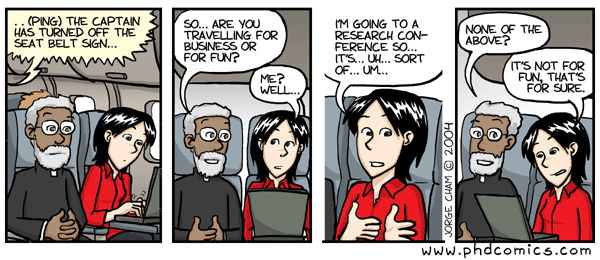 . . (PING) THE CAPTAIN
HAS TURNED OFF THE
SEAT BELT SIGN...
SO... ARE YOU
TRAVELLING FOR
BUSINESS OR
FOR FUN?
ME?
WELL...
I'M GOING TO A
RESEARCH CON-
FERENCE SO...
IT'S... UH... SORT
OF... UM...
JORGE CHAM © 2004
NONE OF THE
ABOVE?
IT'S NOT FOR
FUN, THAT'S
FOR SURE.
www.phdcomics.com